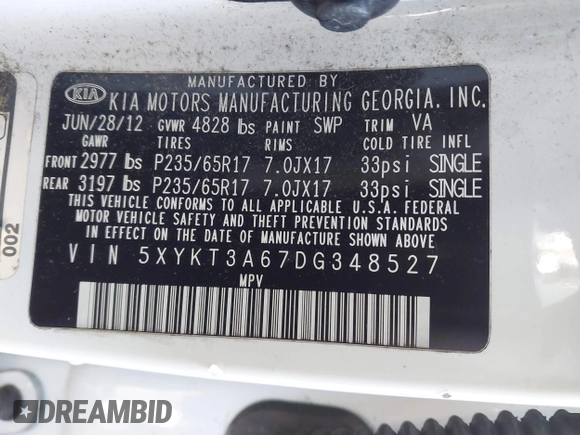 MANUFACTURED BY
KIA KIA MOTORS MANUFACTURING GEORGIA, INC.
JUN/28/12 GVWR 4828 lbs PAINT SWP TRIM VA
GAWR TIRES RIMS COLD TIRE INFL
FRONT 2977 lbs P235/65R17 7.0JX17 33psi SINGLE
REAR 3197 lbs P235/65R17 7.0JX17 33psi SINGLE
THIS VEHICLE CONFORMS TO ALL APPLICABLE U.S.A. FEDERAL
MOTOR VEHICLE SAFETY AND THEFT PREVENTION STANDARDS
IN EFFECT ON THE DATE OF MANUFACTURE SHOWN ABOVE.
VIN 5XYKT3A67DG348527
MPV
002
DREAMBID